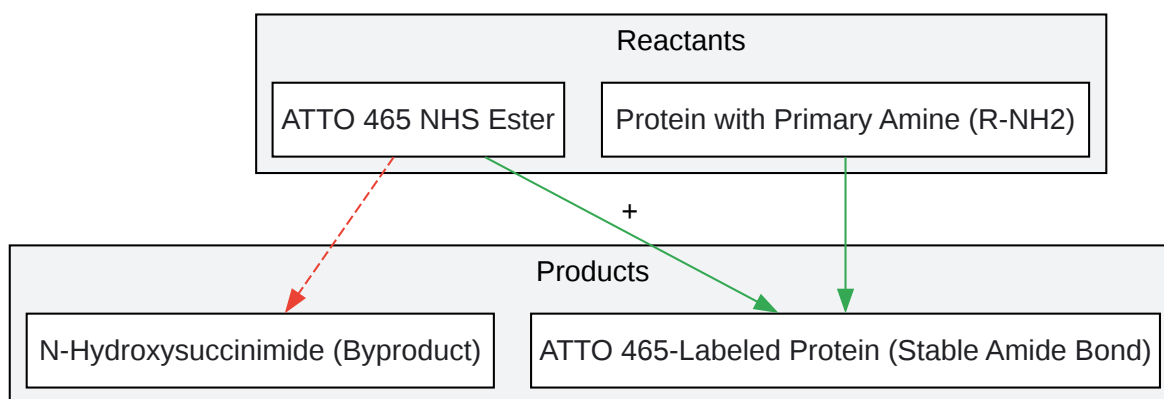 Reactants
ATTO 465 NHS Ester
Protein with Primary Amine (R-NH2)
+
Products
N-Hydroxysuccinimide (Byproduct)
ATTO 465-Labeled Protein (Stable Amide Bond)